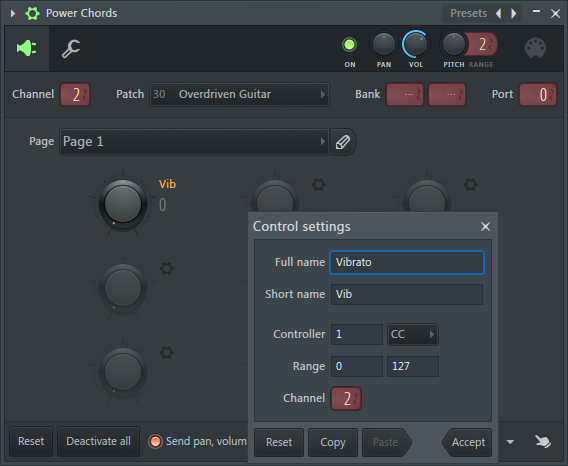 Power Chords Presets
ON PAN VOL PITCH 2 RANGE
Channel 2 Patch 30 Overdriven Guitar Bank --- --- Port 0
Page Page 1
Vib
0
Control settings
Full name Vibrato
Short name Vib
Controller 1 CC
Range 0 127
Channel 2
Reset Copy Paste Accept
Reset Deactivate all Send pan, volum